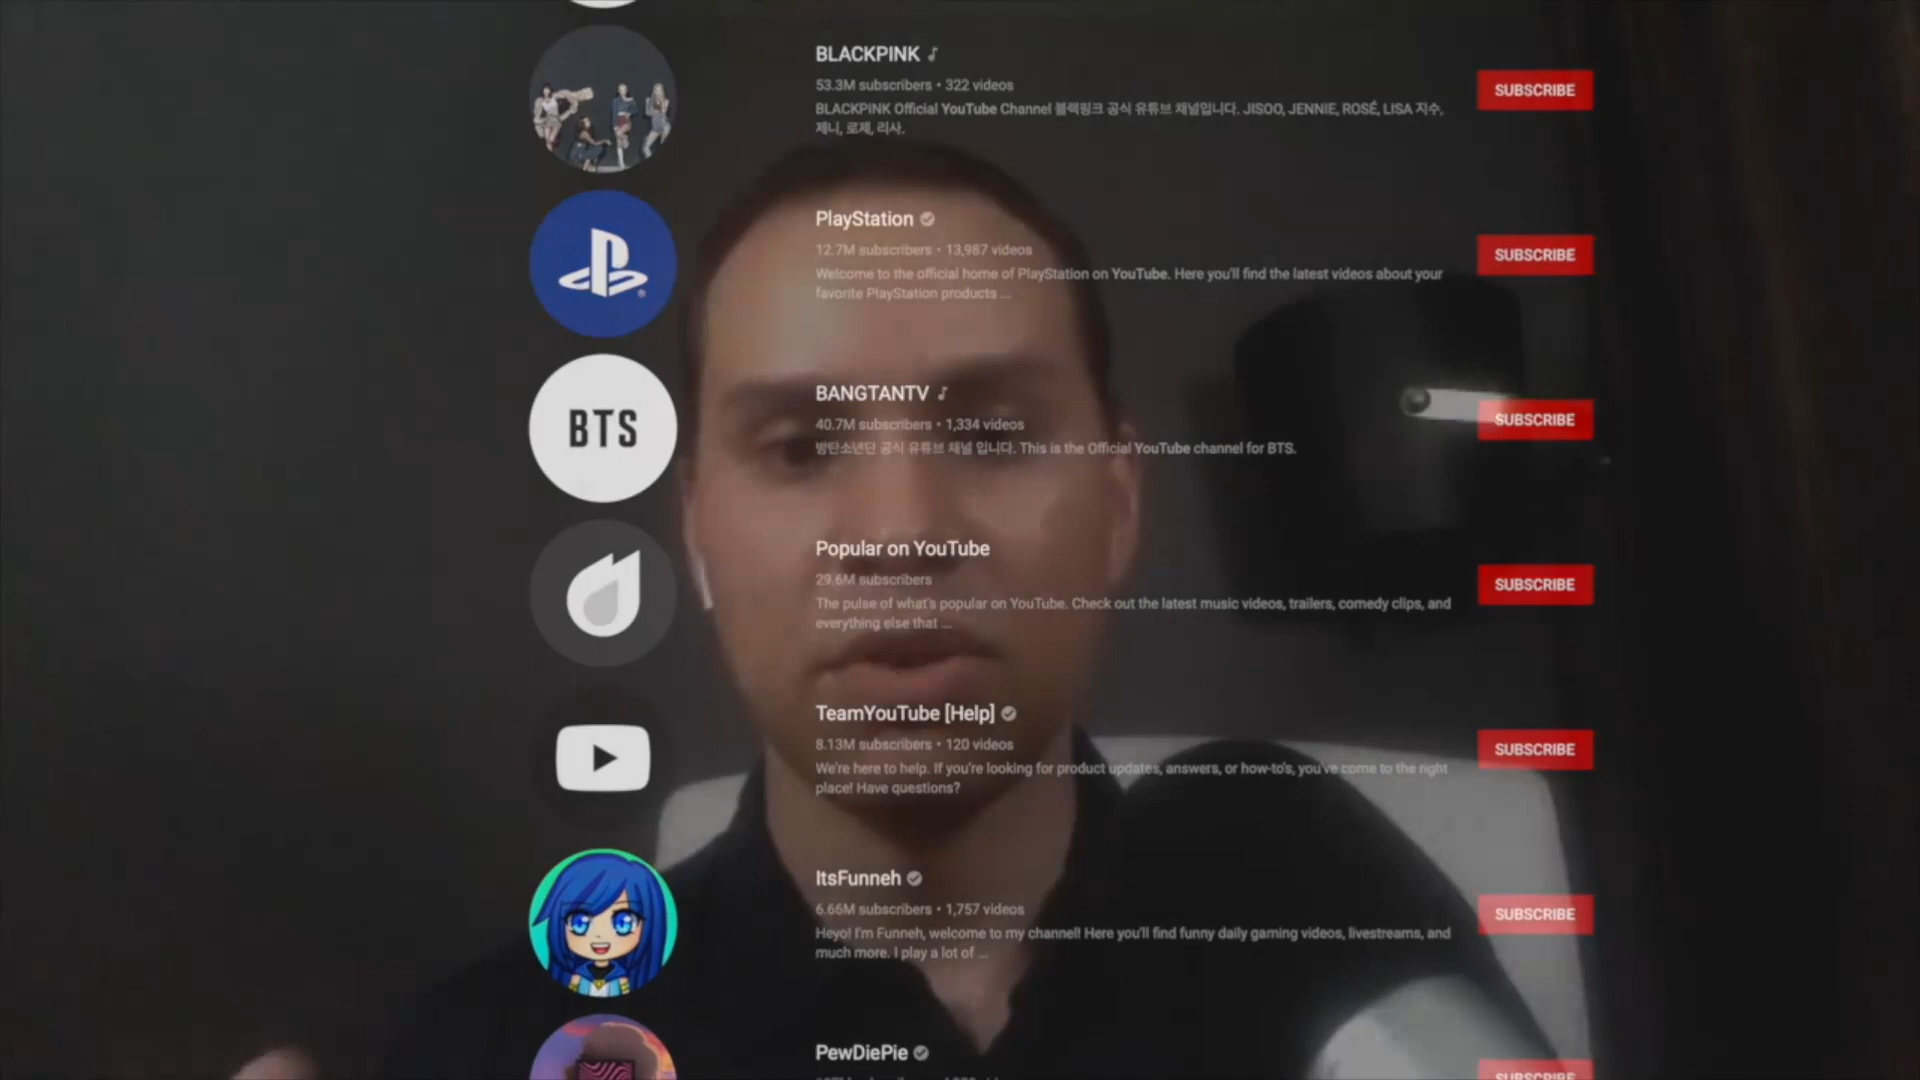 BLACKPINK
53.3M subscribers • 322 videos
BLACKPINK Official YouTube Channel 블랙핑크 공식 유튜브 채널입니다. JISOO, JENNIE, ROSÉ, LISA 지수,
제니, 로제, 리사.
SUBSCRIBE
PlayStation
12.7M subscribers • 13,987 videos
Welcome to the official home of PlayStation on YouTube. Here you'll find the latest videos about your
favorite PlayStation products ...
SUBSCRIBE
BTS
BANGTANTV
40.7M subscribers • 1,334 videos
방탄소년단 공식 유튜브 채널 입니다. This is the Official YouTube channel for BTS.
SUBSCRIBE
Popular on YouTube
29.6M subscribers
The pulse of what's popular on YouTube. Check out the latest music videos, trailers, comedy clips, and
everything else that ...
SUBSCRIBE
TeamYouTube [Help]
8.13M subscribers • 120 videos
We're here to help. If you're looking for product updates, answers, or how-to's, you've come to the right
place! Have questions?
SUBSCRIBE
ItsFunneh
6.66M subscribers • 1,757 videos
Heyo! I'm Funneh, welcome to my channel! Here you'll find funny daily gaming videos, livestreams, and
much more. I play a lot of ...
SUBSCRIBE
PewDiePie
SUBSCRIBE